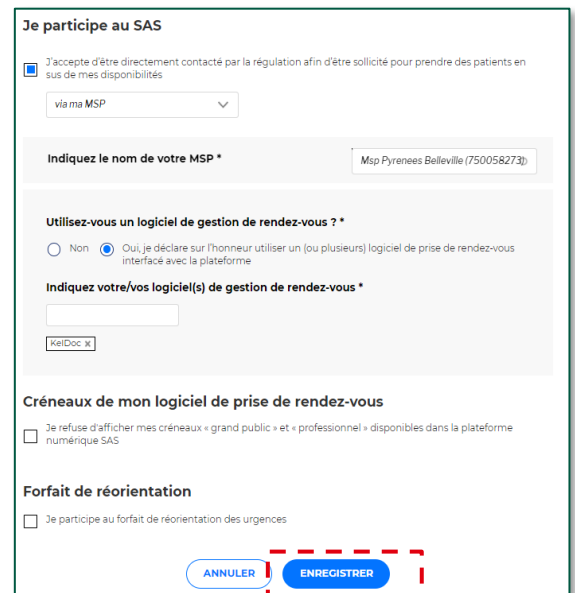 Je participe au SAS
J'accepte d'être directement contacté par la régulation afin d'être sollicité pour prendre des patients en
sus de mes disponibilités
via ma MSP
Indiquez le nom de votre MSP *
Msp Pyrenees Belleville (750058273)
Utilisez-vous un logiciel de gestion de rendez-vous ? *
Non
Oui, je déclare sur l'honneur utiliser un (ou plusieurs) logiciel de prise de rendez-vous
interfacé avec la plateforme
Indiquez votre/vos logiciel(s) de gestion de rendez-vous *
KelDoc x
Créneaux de mon logiciel de prise de rendez-vous
Je refuse d'afficher mes créneaux « grand public » et « professionnel » disponibles dans la plateforme
numérique SAS
Forfait de réorientation
Je participe au forfait de réorientation des urgences
ANNULER
ENREGISTRER